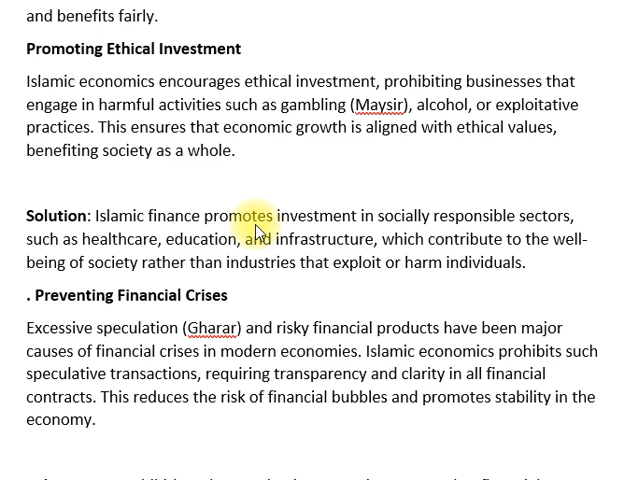 and benefits fairly.
Promoting Ethical Investment
Islamic economics encourages ethical investment, prohibiting businesses that
engage in harmful activities such as gambling (Maysir), alcohol, or exploitative
practices. This ensures that economic growth is aligned with ethical values,
benefiting society as a whole.
Solution: Islamic finance promotes investment in socially responsible sectors,
such as healthcare, education, and infrastructure, which contribute to the well-
being of society rather than industries that exploit or harm individuals.
. Preventing Financial Crises
Excessive speculation (Gharar) and risky financial products have been major
causes of financial crises in modern economies. Islamic economics prohibits such
speculative transactions, requiring transparency and clarity in all financial
contracts. This reduces the risk of financial bubbles and promotes stability in the
economy.